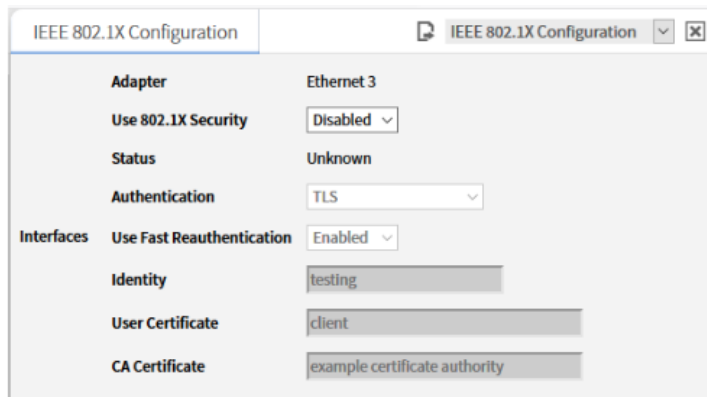 IEEE 802.1X Configuration IEEE 802.1X Configuration
Adapter Ethernet 3
Use 802.1X Security Disabled
Status Unknown
Authentication TLS
Interfaces Use Fast Reauthentication Enabled
Identity testing
User Certificate client
CA Certificate example certificate authority